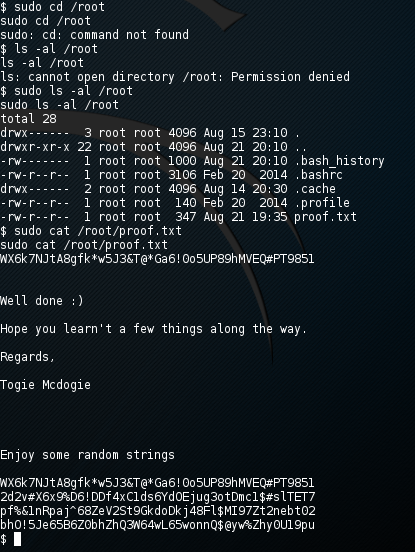 $ sudo cd /root
sudo cd /root
sudo: cd: command not found
$ ls -al /root
ls -al /root
ls: cannot open directory /root: Permission denied
$ sudo ls -al /root
sudo ls -al /root
total 28
drwx------  3 root root 4096 Aug 15 23:10 .
drwxr-xr-x 22 root root 4096 Aug 21 20:10 ..
-rw-------  1 root root 1000 Aug 21 20:10 .bash_history
-rw-r--r--  1 root root 3106 Feb 20  2014 .bashrc
drwx------  2 root root 4096 Aug 14 20:30 .cache
-rw-r--r--  1 root root  140 Feb 20  2014 .profile
-rw-r--r--  1 root root  347 Aug 21 19:35 proof.txt
$ sudo cat /root/proof.txt
sudo cat /root/proof.txt
WX6k7NJtA8gfk*w5J3&T@*Ga6!0o5UP89hMVEQ#PT9851


Well done :)

Hope you learn't a few things along the way.

Regards,

Togie Mcdogie




Enjoy some random strings

WX6k7NJtA8gfk*w5J3&T@*Ga6!0o5UP89hMVEQ#PT9851
2d2v#X6x9%D6!DDf4xC1ds6YdOEjug3otDmc1$#slTET7
pf%&1nRpaj^68ZeV2St9GkdoDkj48Fl$MI97Zt2nebt02
bhO!5Je65B6Z0bhZhQ3W64wL65wonnQ$@yw%Zhy0U19pu
$